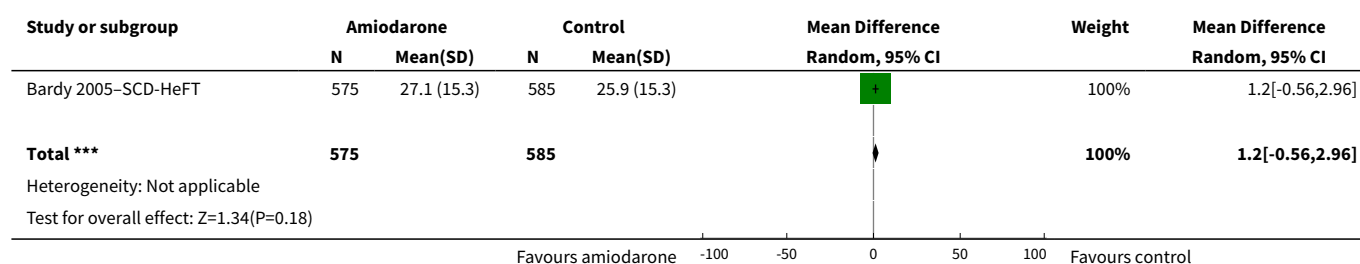 Study or subgroup Amiodarone Control Mean Difference Weight Mean Difference
N Mean(SD) N Mean(SD) Random, 95% CI Random, 95% CI
Bardy 2005–SCD-HeFT 575 27.1 (15.3) 585 25.9 (15.3) 100% 1.2[-0.56,2.96]
Total *** 575 585 100% 1.2[-0.56,2.96]
Heterogeneity: Not applicable
Test for overall effect: Z=1.34(P=0.18)
Favours amiodarone -100 -50 0 50 100 Favours control